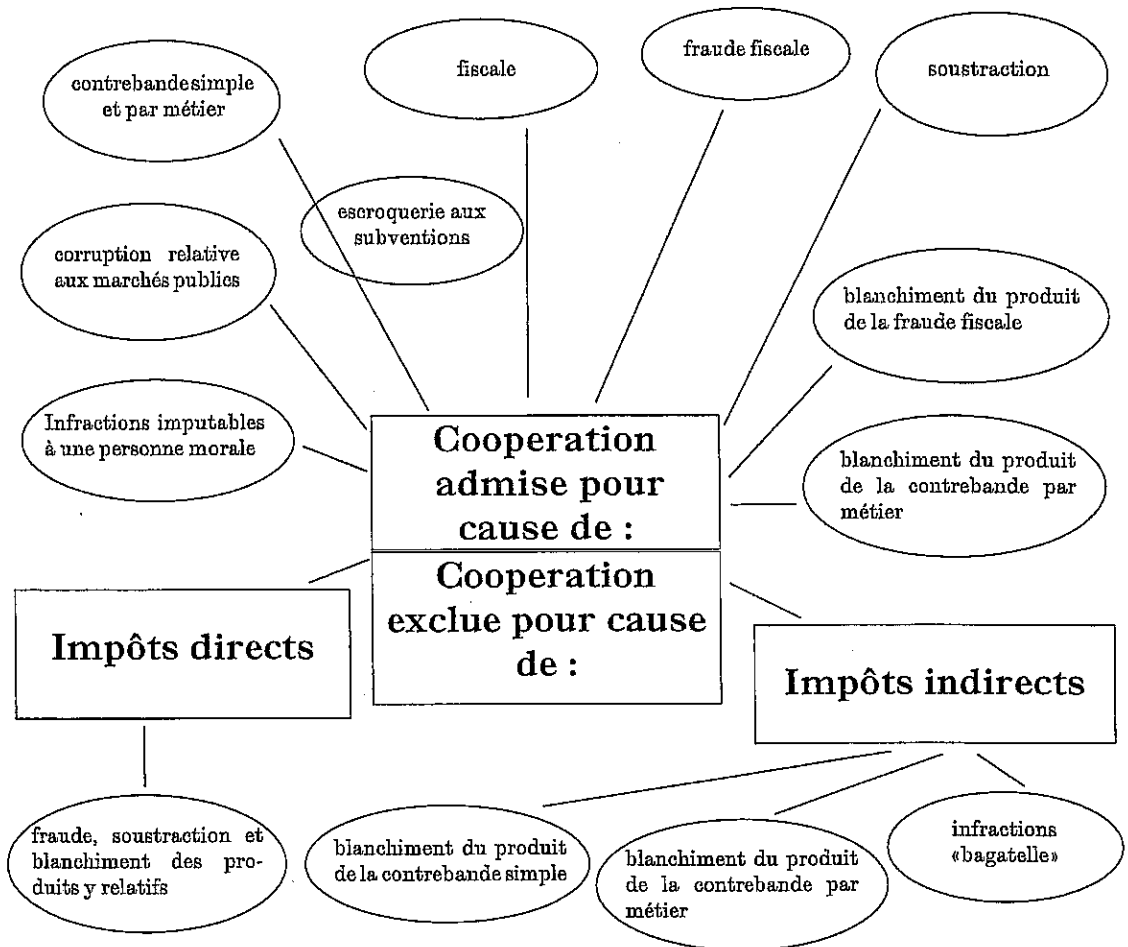 contrebande simple
et par métier
fiscale
fraude fiscale
soustraction
escroquerie aux
subventions
corruption relative
aux marchés publics
blanchiment du produit
de la fraude fiscale
Infractions imputables
à une personne morale
blanchiment du produit
de la contrebande par
métier
Cooperation
admise pour
cause de :
Cooperation
exclue pour cause
de :
Impôts directs
Impôts indirects
fraude, soustraction et
blanchiment des pro-
duits y relatifs
blanchiment du produit
de la contrebande simple
blanchiment du produit
de la contrebande par
métier
infractions
«bagatelle»